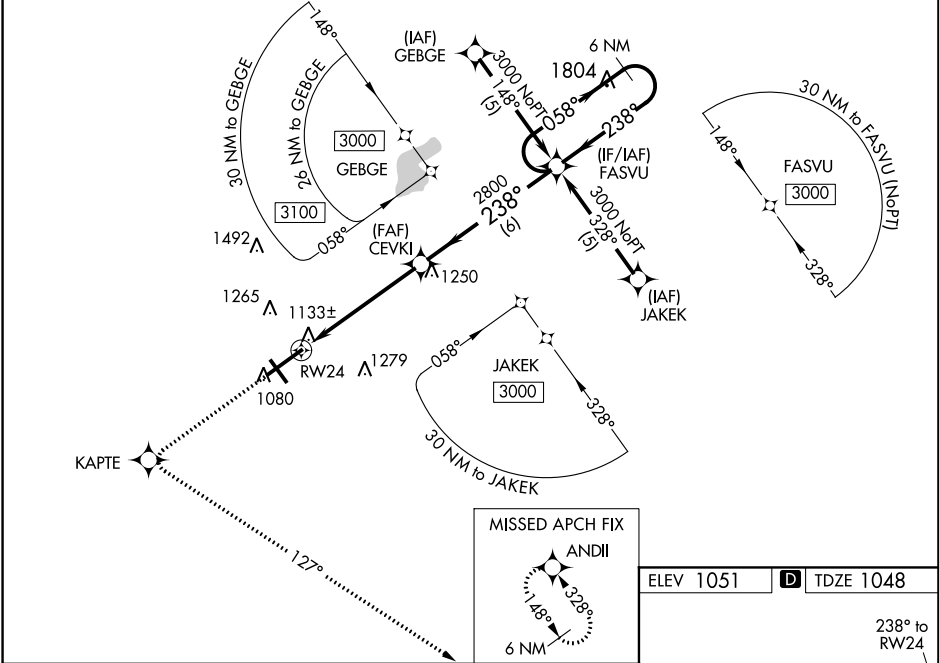 148°
30 NM to GEBGE
26 NM to GEBGE
3000
GEBGE
3100
058°
(IAF)
GEBGE
3000 NoPT
148°
(5)
6 NM
1804
058°
238°
(IF/IAF)
FASVU
30 NM to FASVU (NoPT)
148°
FASVU
3000
328°
2800
238°
(6)
3000 NoPT
328°
(5)
(IAF)
JAKEK
1492
(FAF)
CEVKI
1250
1265
1133±
RW24
1279
1080
058°
JAKEK
3000
328°
30 NM to JAKEK
KAPTE
127°
MISSED APCH FIX
ANDII
328°
148°
6 NM
ELEV 1051 D TDZE 1048
238° to
RW24